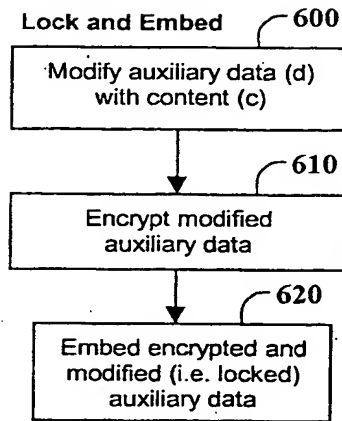 Lock and Embed
600
Modify auxiliary data (d)
with content (c)
610
Encrypt modified
auxiliary data
620
Embed encrypted and
modified (i.e. locked)
auxiliary data